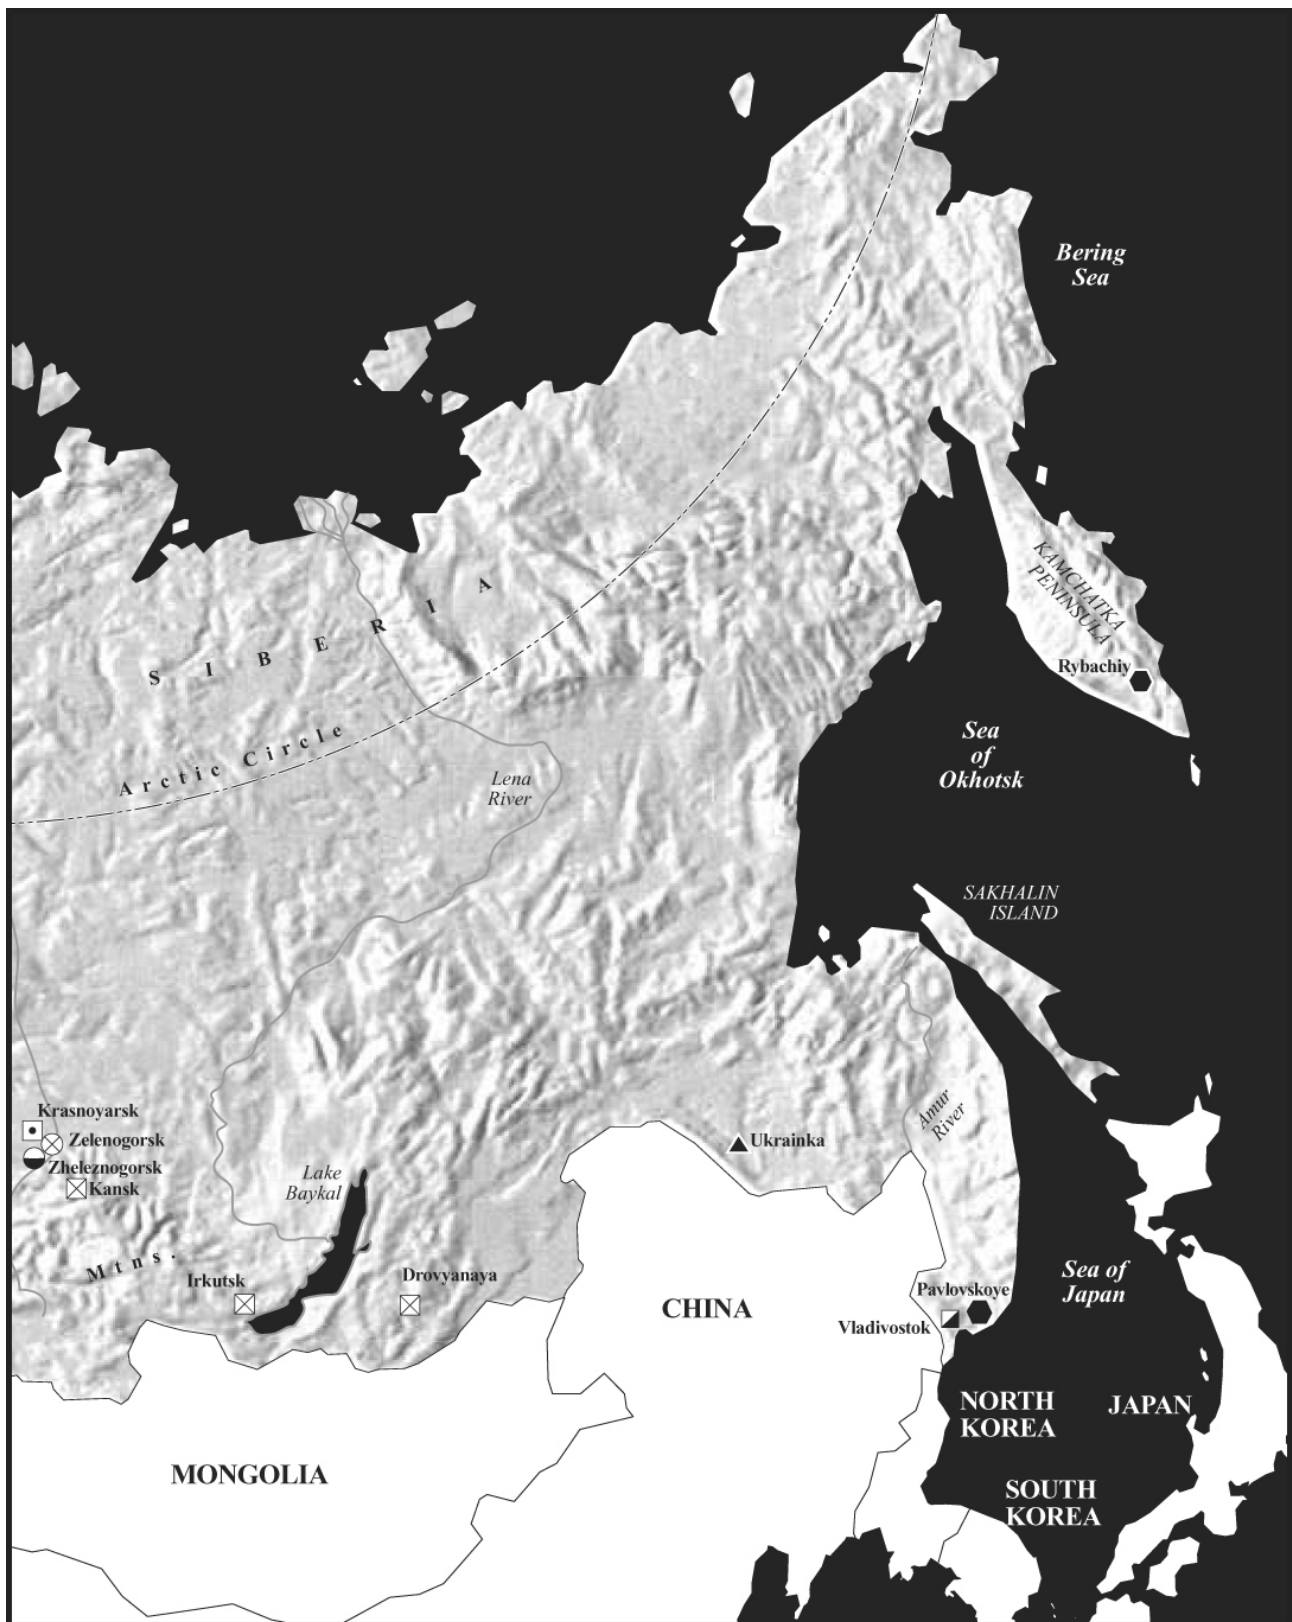 Bering
Sea
KAMCHATKA
PENINSULA
S I B E R I A
Rybachiy
Arctic Circle
Sea
of
Okhotsk
Lena
River
SAKHALIN
ISLAND
Krasnoyarsk
Zelenogorsk
Zheleznogorsk
Kansk
Amur
River
Ukrainka
Lake
Baykal
Mtns.
Irkutsk
Drovyanaya
Sea of
Japan
Pavlovskoye
CHINA
Vladivostok
NORTH
KOREA
JAPAN
MONGOLIA
SOUTH
KOREA